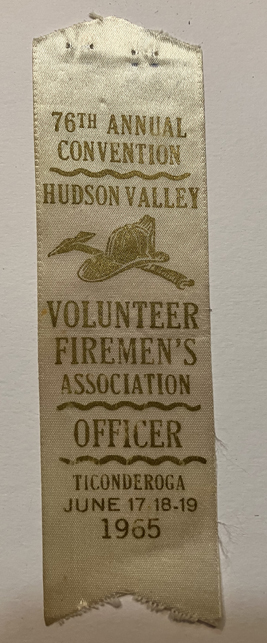 76TH ANNUAL
CONVENTION
HUDSON VALLEY
VOLUNTEER
FIREMEN'S
ASSOCIATION
OFFICER
TICONDEROGA
JUNE 17 18-19
1965